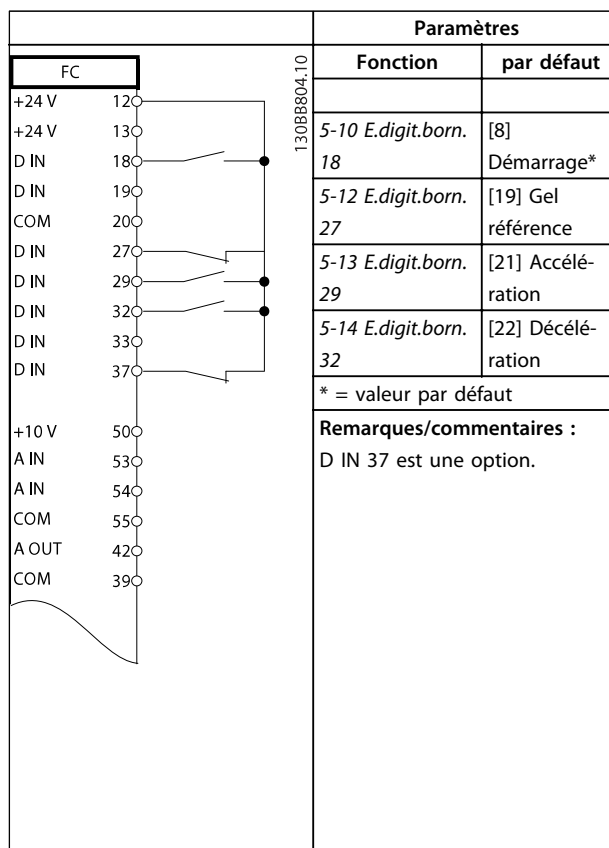 Paramètres
Fonction par défaut
FC
130BB804.10
+24 V 12
+24 V 13
D IN 18
D IN 19
COM 20
D IN 27
D IN 29
D IN 32
D IN 33
D IN 37
+10 V 50
A IN 53
A IN 54
COM 55
A OUT 42
COM 39
5-10 E.digit.born. [8]
18 Démarrage*
5-12 E.digit.born. [19] Gel
27 référence
5-13 E.digit.born. [21] Accélé-
29 ration
5-14 E.digit.born. [22] Décélé-
32 ration
* = valeur par défaut
Remarques/commentaires :
D IN 37 est une option.